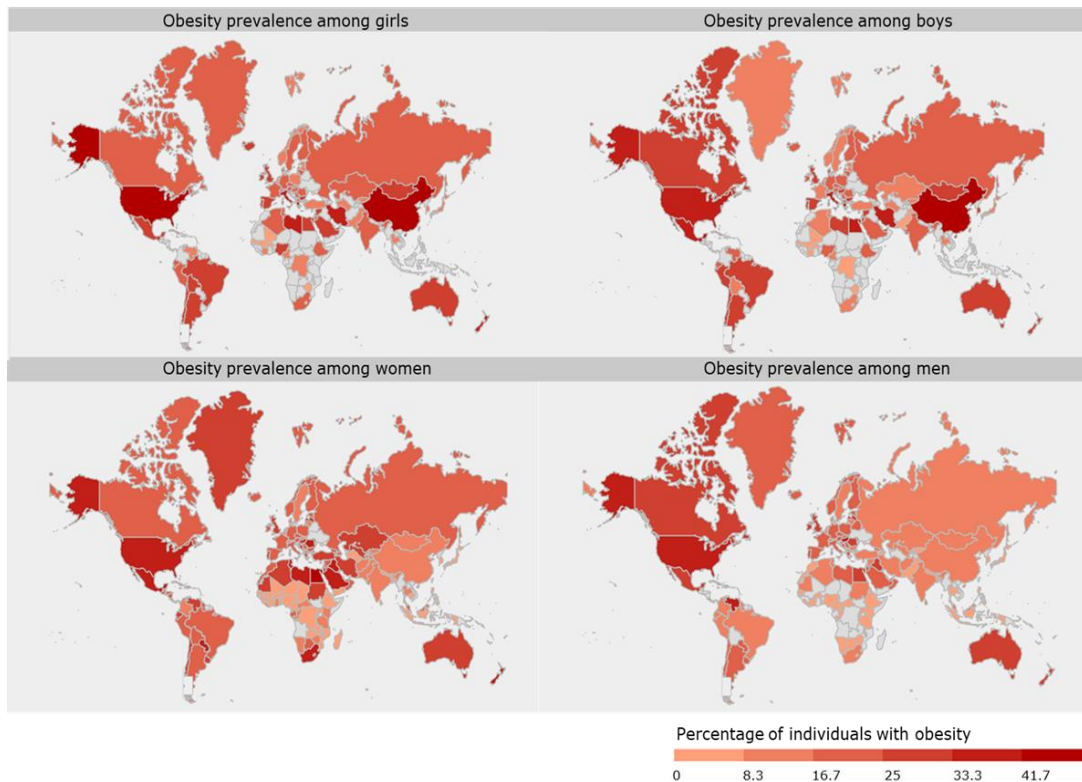 Obesity prevalence among girls
Obesity prevalence among boys
Obesity prevalence among women
Obesity prevalence among men
Percentage of individuals with obesity
0 8.3 16.7 25 33.3 41.7